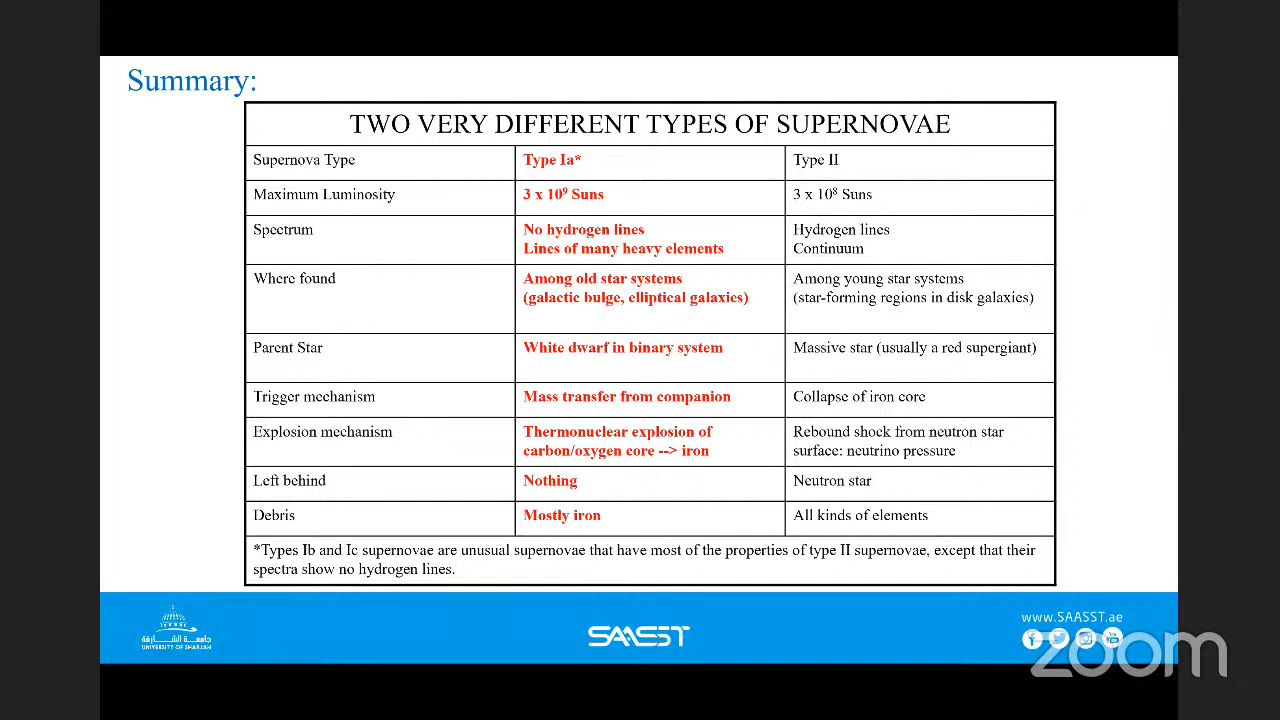 Summary:
TWO VERY DIFFERENT TYPES OF SUPERNOVAE
Supernova Type
Type Ia*
Type II
Maximum Luminosity
3 x 10⁹ Suns
3 x 10⁸ Suns
Spectrum
No hydrogen lines
Lines of many heavy elements
Hydrogen lines
Continuum
Where found
Among old star systems
(galactic bulge, elliptical galaxies)
Among young star systems
(star-forming regions in disk galaxies)
Parent Star
White dwarf in binary system
Massive star (usually a red supergiant)
Trigger mechanism
Mass transfer from companion
Collapse of iron core
Explosion mechanism
Thermonuclear explosion of
carbon/oxygen core --> iron
Rebound shock from neutron star
surface: neutrino pressure
Left behind
Nothing
Neutron star
Debris
Mostly iron
All kinds of elements
*Types Ib and Ic supernovae are unusual supernovae that have most of the properties of type II supernovae, except that their
spectra show no hydrogen lines.
جامعة الشارقة
UNIVERSITY OF SHARJAH
SAASST
www.SAASST.ae
zoom